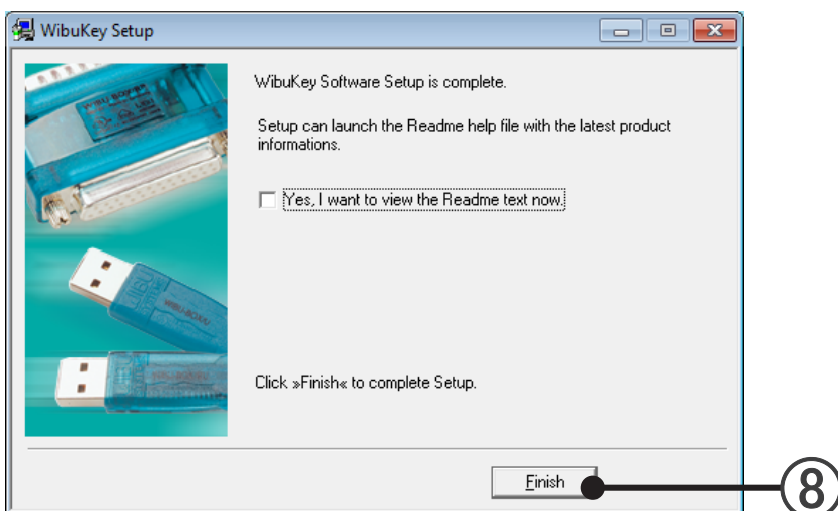 WibuKey Setup
WibuKey Software Setup is complete.
Setup can launch the Readme help file with the latest product
informations.
Yes, I want to view the Readme text now.
Click »Finish« to complete Setup.
Finish
8